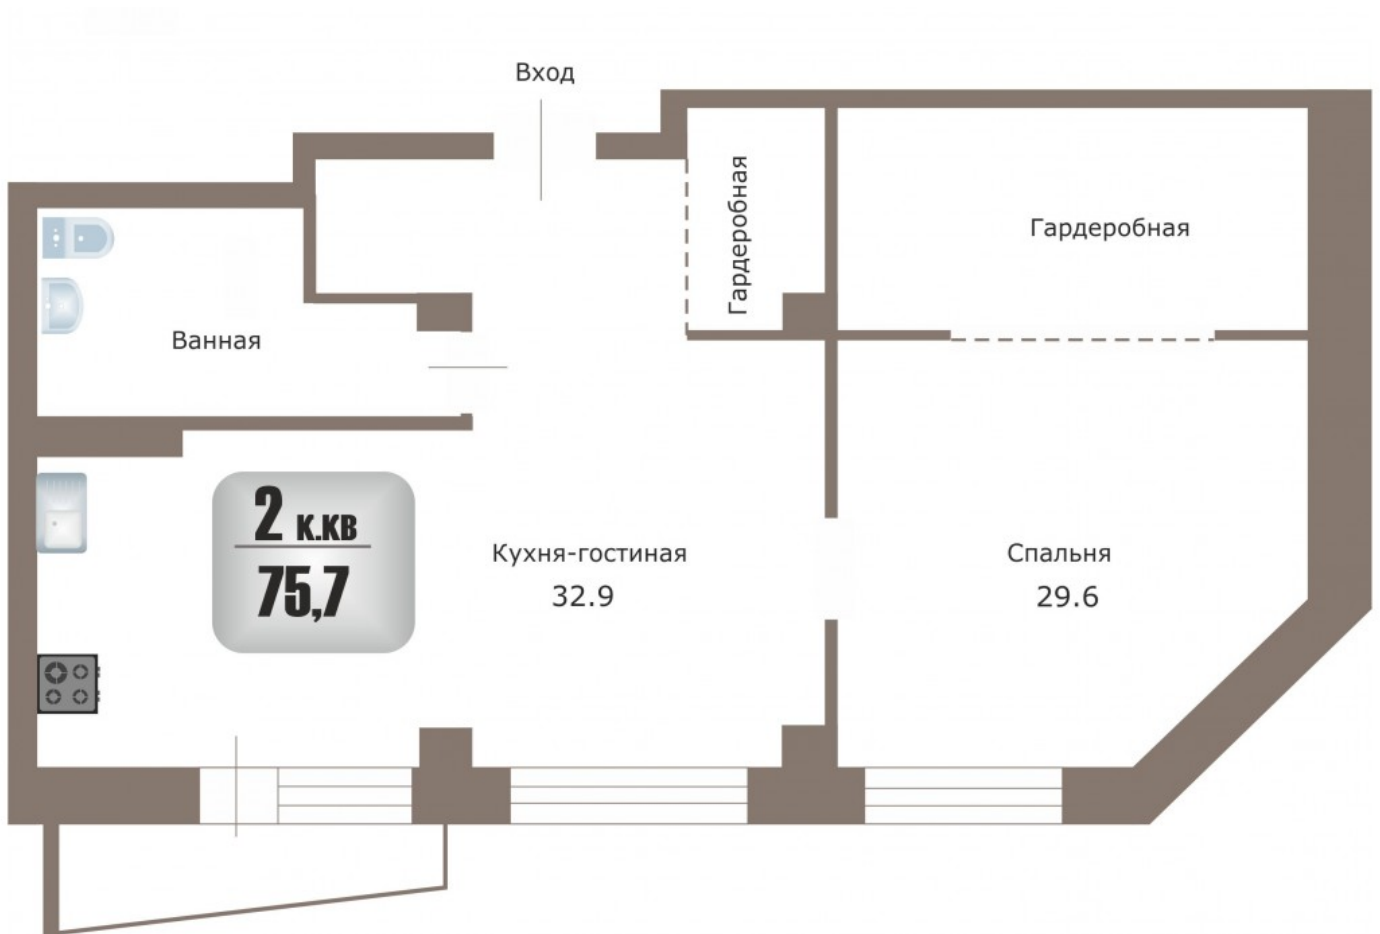 Вход
Гардеробная
Гардеробная
Ванная
2 к.кв
75,7
Кухня-гостиная
32.9
Спальня
29.6